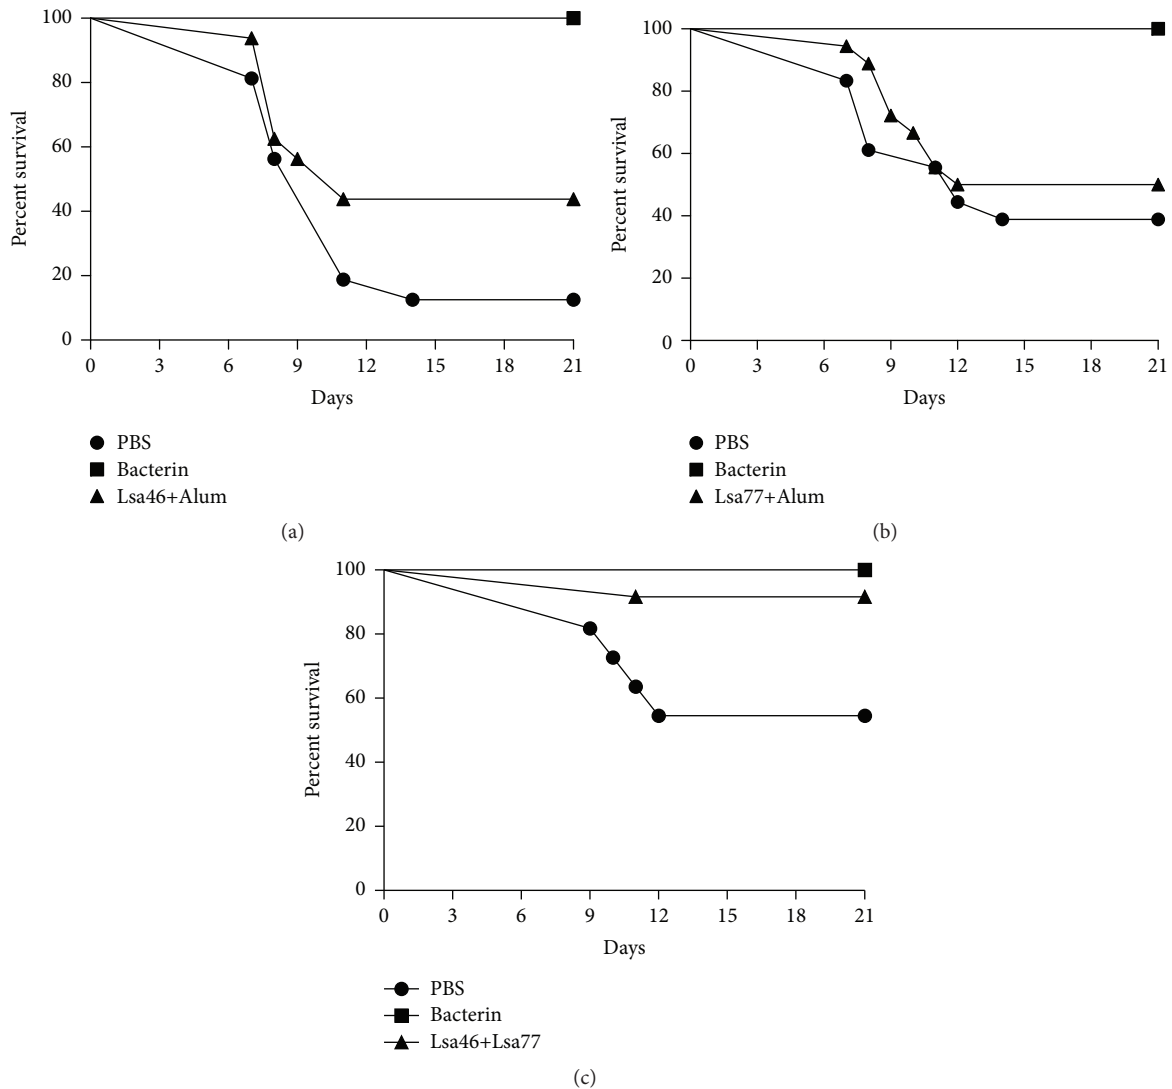 100
80
60
40
20
0
Percent survival
0 3 6 9 12 15 18 21
Days
PBS
Bacterin
Lsa46+Alum
(a)
100
80
60
40
20
0
Percent survival
0 3 6 9 12 15 18 21
Days
PBS
Bacterin
Lsa77+Alum
(b)
100
80
60
40
20
0
Percent survival
0 3 6 9 12 15 18 21
Days
PBS
Bacterin
Lsa46+Lsa77
(c)